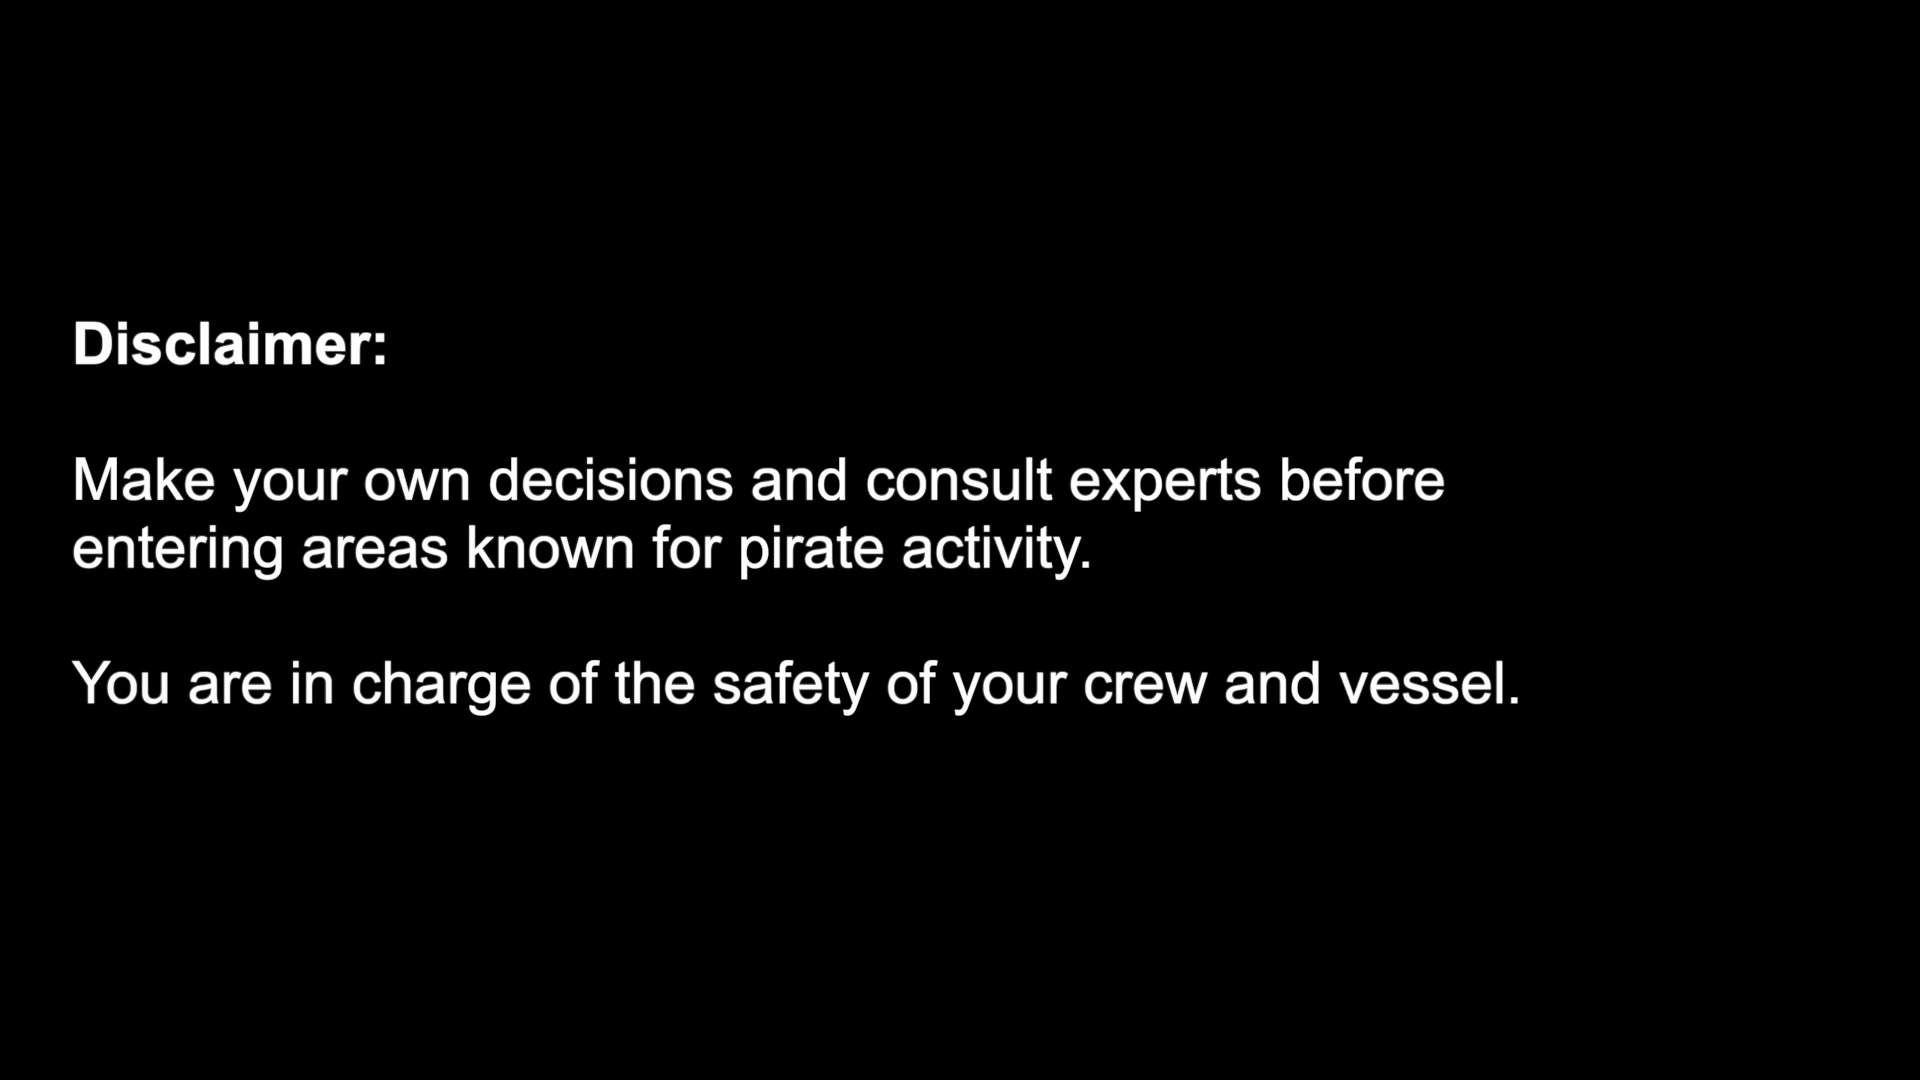 Disclaimer:
Make your own decisions and consult experts before
entering areas known for pirate activity.
You are in charge of the safety of your crew and vessel.